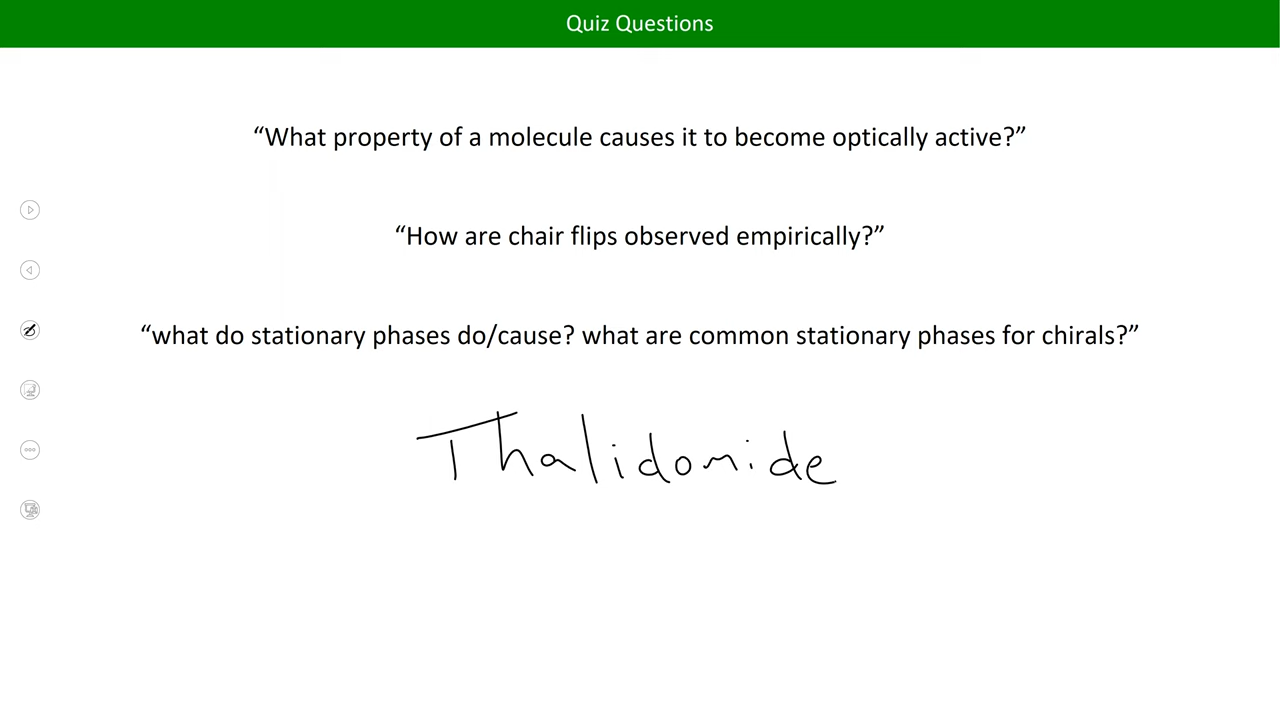 Quiz Questions
“What property of a molecule causes it to become optically active?”
“How are chair flips observed empirically?”
“what do stationary phases do/cause? what are common stationary phases for chirals?”
Thalidomide